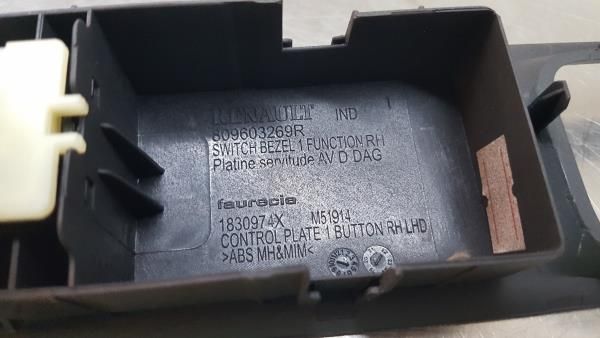 RENAULT IND I
809603269R
SWITCH BEZEL 1 FUNCTION RH
Platine servitude AV D DAG
faurecia
1830974X M51914
CONTROL PLATE 1 BUTTON RH LHD
>ABS MH&MIM<